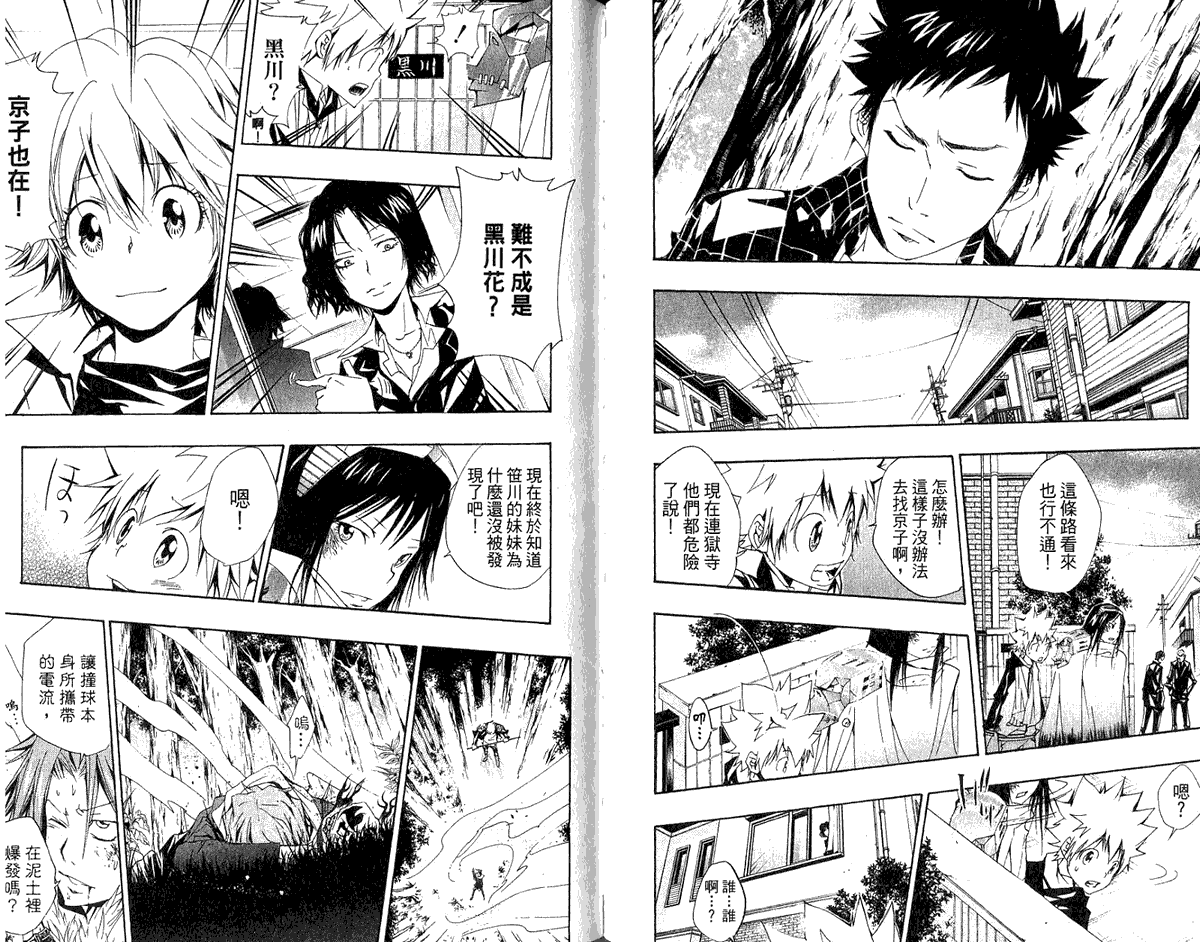 這條路看來
也行不通！
怎麼辦！
這樣子沒辦法
去找京子啊，
現在連獄寺
他們都危險
了說！
叩…
嗯？
誰…誰
啊…？
！
黑川
黑川？
啊
難不成是
黑川花？
京子也在！
現在終於知道
笹川的妹妹為
什麼還沒被發
現了吧！
嗯！
ほっ
嗚…
讓撞球本
身所攜帶
的電流，
嗚…
在泥土裡
爆發嗎？